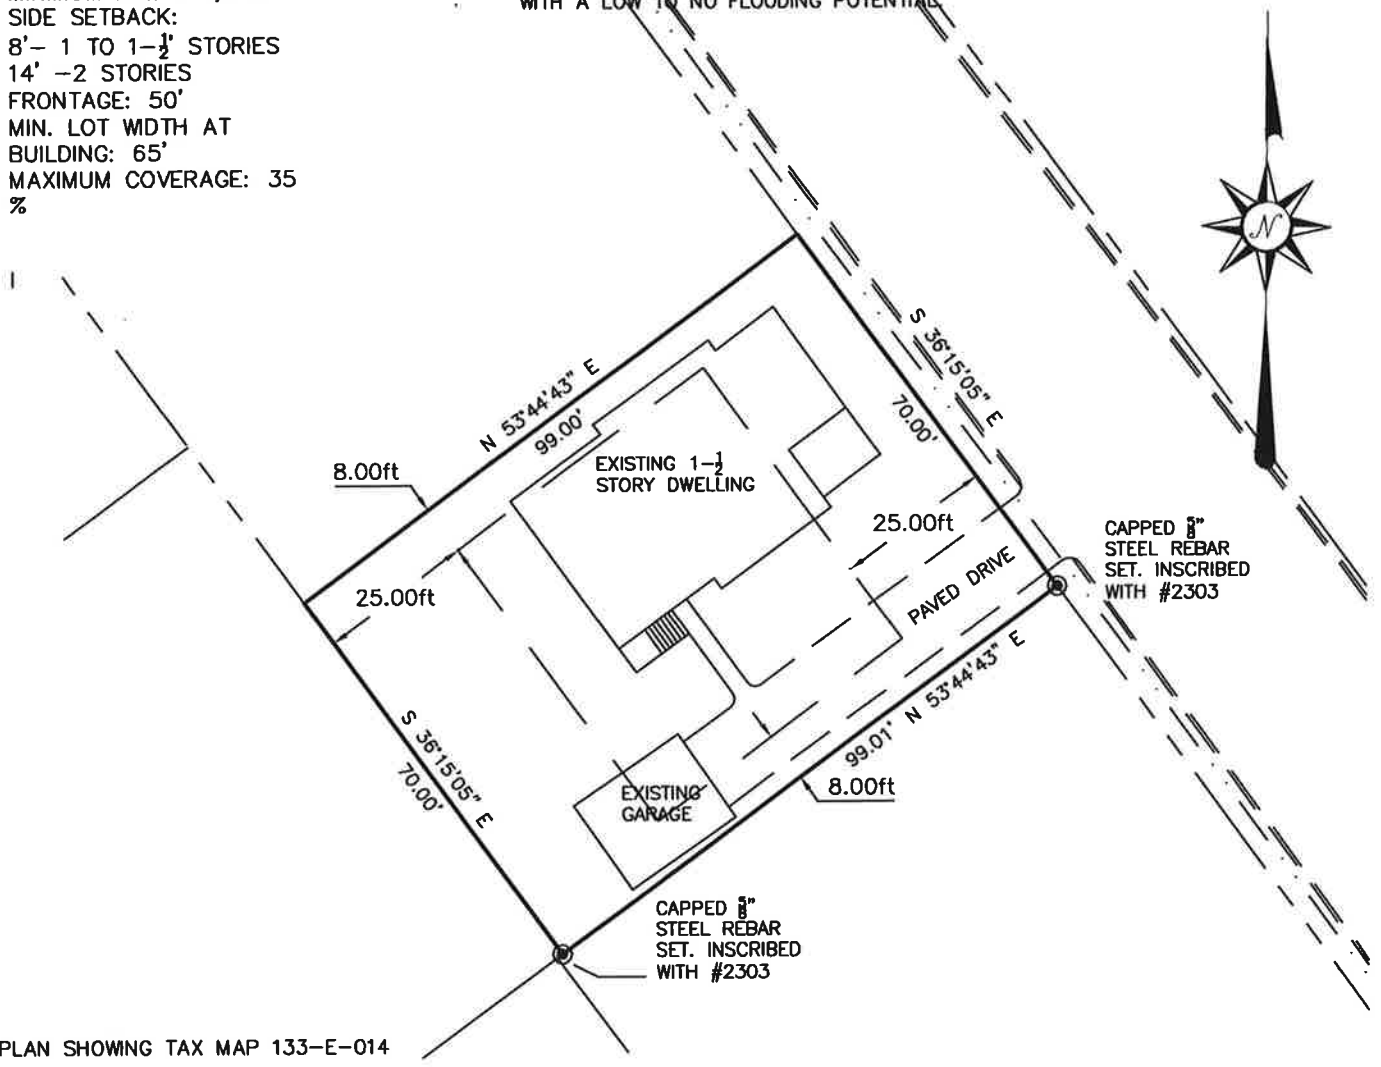 SIDE SETBACK:
8'- 1 TO 1-½' STORIES
14' -2 STORIES
FRONTAGE: 50'
MIN. LOT WIDTH AT
BUILDING: 65'
MAXIMUM COVERAGE: 35
%
WITH A LOW TO NO FLOODING POTENTIAL.
N
S 36°15'05" E
70.00'
N 53°44'43" E
99.00'
8.00ft
EXISTING 1-½
STORY DWELLING
25.00ft
25.00ft
PAVED DRIVE
CAPPED ⅝"
STEEL REBAR
SET. INSCRIBED
WITH #2303
S 36°15'05" E
70.00'
99.01' N 53°44'43" E
8.00ft
EXISTING
GARAGE
CAPPED ⅝"
STEEL REBAR
SET. INSCRIBED
WITH #2303
PLAN SHOWING TAX MAP 133-E-014